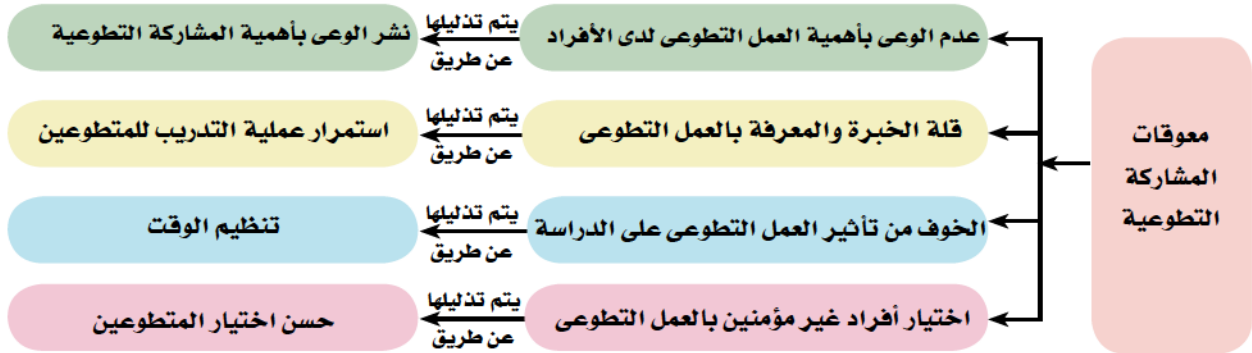 معوقات
المشاركة
التطوعية
عدم الوعى بأهمية العمل التطوعى لدى الأفراد
يتم تذليلها
عن طريق
نشر الوعى بأهمية المشاركة التطوعية
قلة الخبرة والمعرفة بالعمل التطوعى
يتم تذليلها
عن طريق
استمرار عملية التدريب للمتطوعين
الخوف من تأثير العمل التطوعى على الدراسة
يتم تذليلها
عن طريق
تنظيم الوقت
اختيار أفراد غير مؤمنين بالعمل التطوعى
يتم تذليلها
عن طريق
حسن اختيار المتطوعين